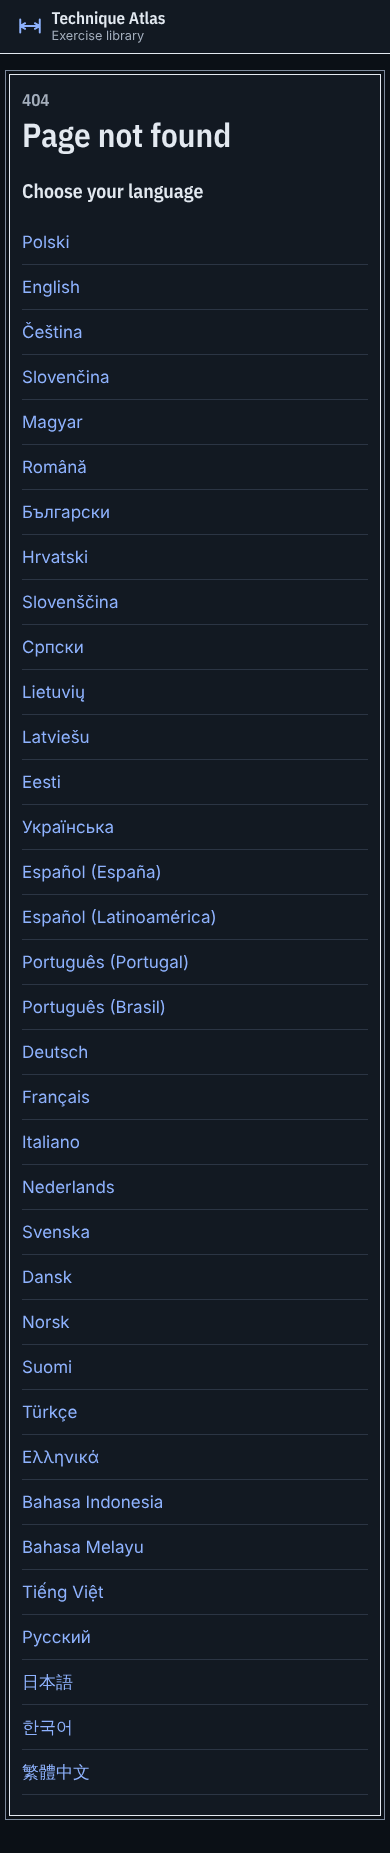 Technique Atlas
Exercise library
404
Page not found
Choose your language
Polski
English
Čeština
Slovenčina
Magyar
Română
Български
Hrvatski
Slovenščina
Српски
Lietuvių
Latviešu
Eesti
Українська
Español (España)
Español (Latinoamérica)
Português (Portugal)
Português (Brasil)
Deutsch
Français
Italiano
Nederlands
Svenska
Dansk
Norsk
Suomi
Türkçe
Ελληνικά
Bahasa Indonesia
Bahasa Melayu
Tiếng Việt
Русский
日本語
한국어
繁體中文